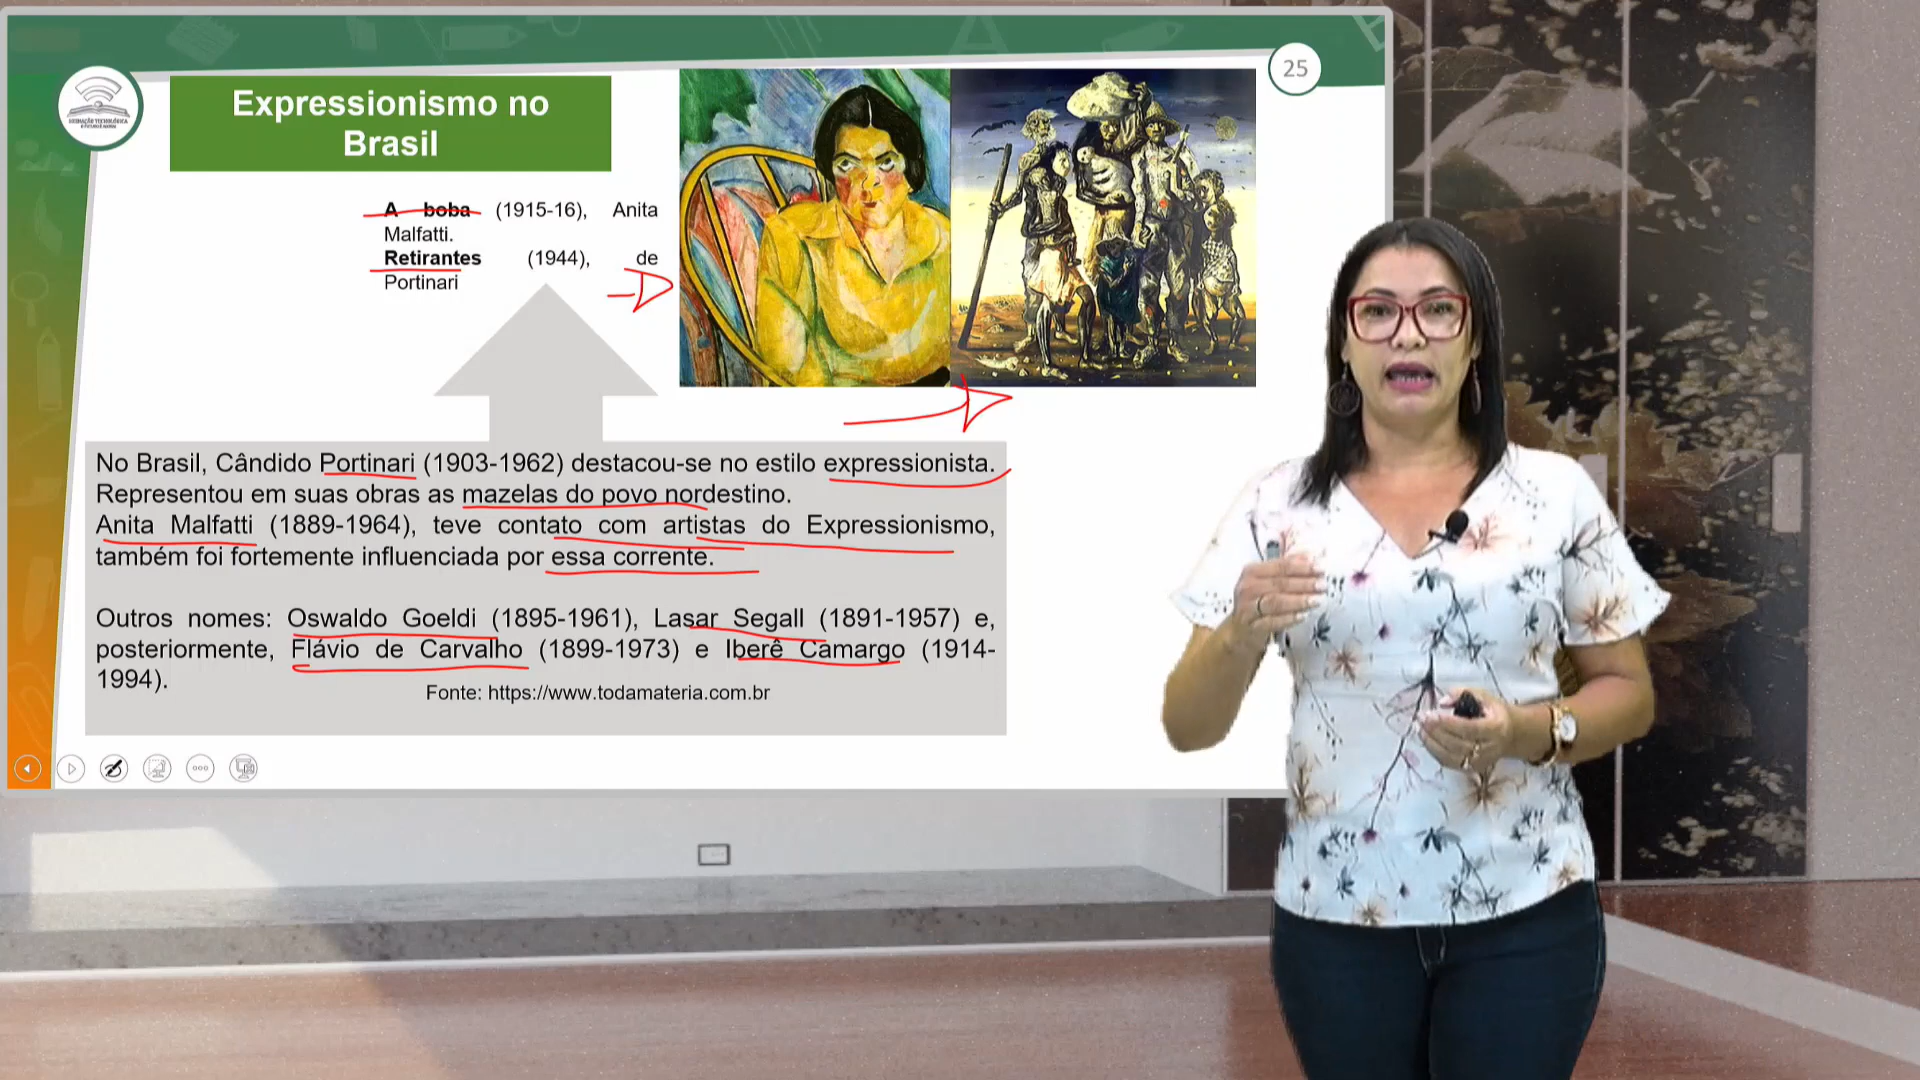 25
Expressionismo no
Brasil
A boba (1915-16), Anita
Malfatti.
Retirantes (1944), de
Portinari
No Brasil, Cândido Portinari (1903-1962) destacou-se no estilo expressionista.
Representou em suas obras as mazelas do povo nordestino.
Anita Malfatti (1889-1964), teve contato com artistas do Expressionismo,
também foi fortemente influenciada por essa corrente.
Outros nomes: Oswaldo Goeldi (1895-1961), Lasar Segall (1891-1957) e,
posteriormente, Flávio de Carvalho (1899-1973) e Iberê Camargo (1914-
1994).
Fonte: https://www.todamateria.com.br